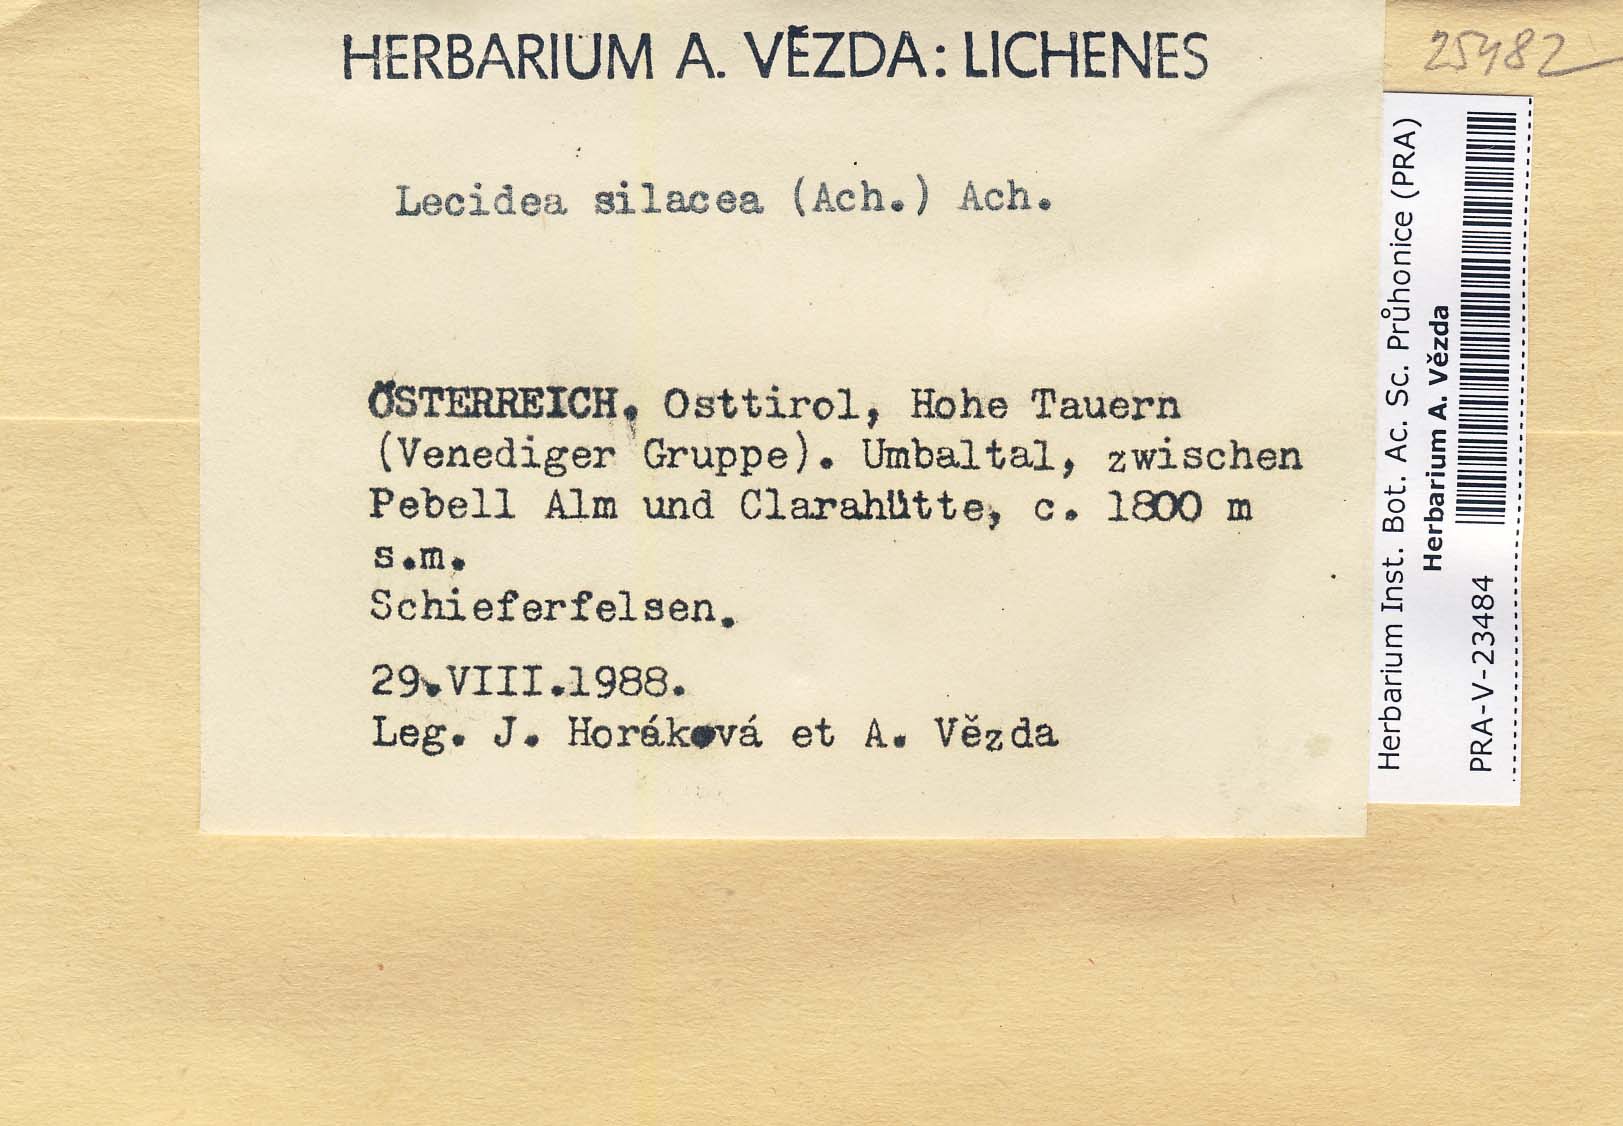 HERBARIUM A. VĚZDA: LICHENES
25482
Lecidea silacea (Ach.) Ach.
ÖSTERREICH, Osttirol, Hohe Tauern
(Venediger Gruppe). Umbaltal, zwischen
Pebell Alm und Clarahütte, c. 1800 m
s.m.
Schieferfelsen.
29.VIII.1988.
Leg. J. Horáková et A. Vězda
Herbarium Inst. Bot. Ac. Sc. Průhonice (PRA)
Herbarium A. Vězda
PRA-V-23484